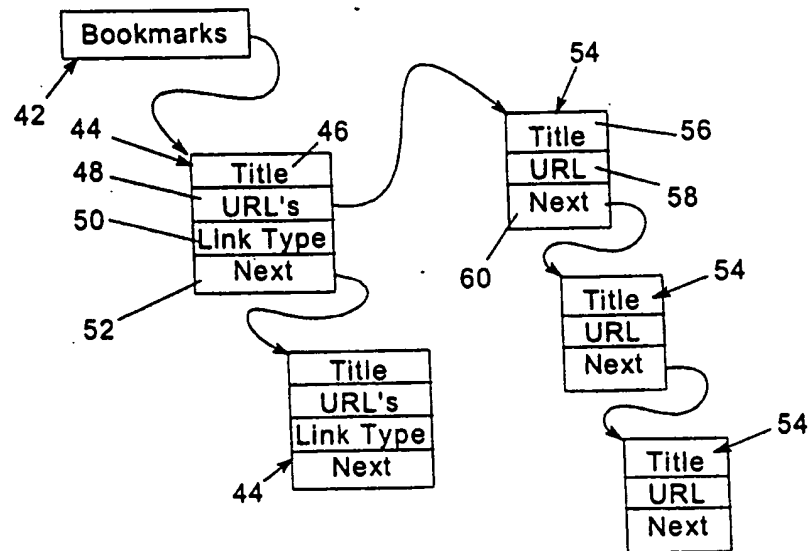 Bookmarks
42
44
46
Title
48
URL's
50
Link Type
Next
52
Title
URL's
Link Type
Next
44
54
56
Title
URL
58
Next
60
54
Title
URL
Next
54
Title
URL
Next